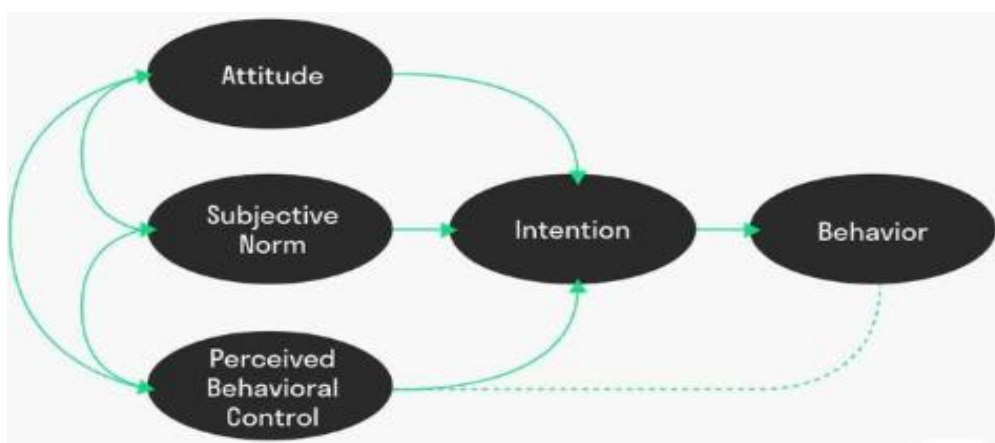 Attitude
Subjective
Norm
Intention
Behavior
Perceived
Behavioral
Control